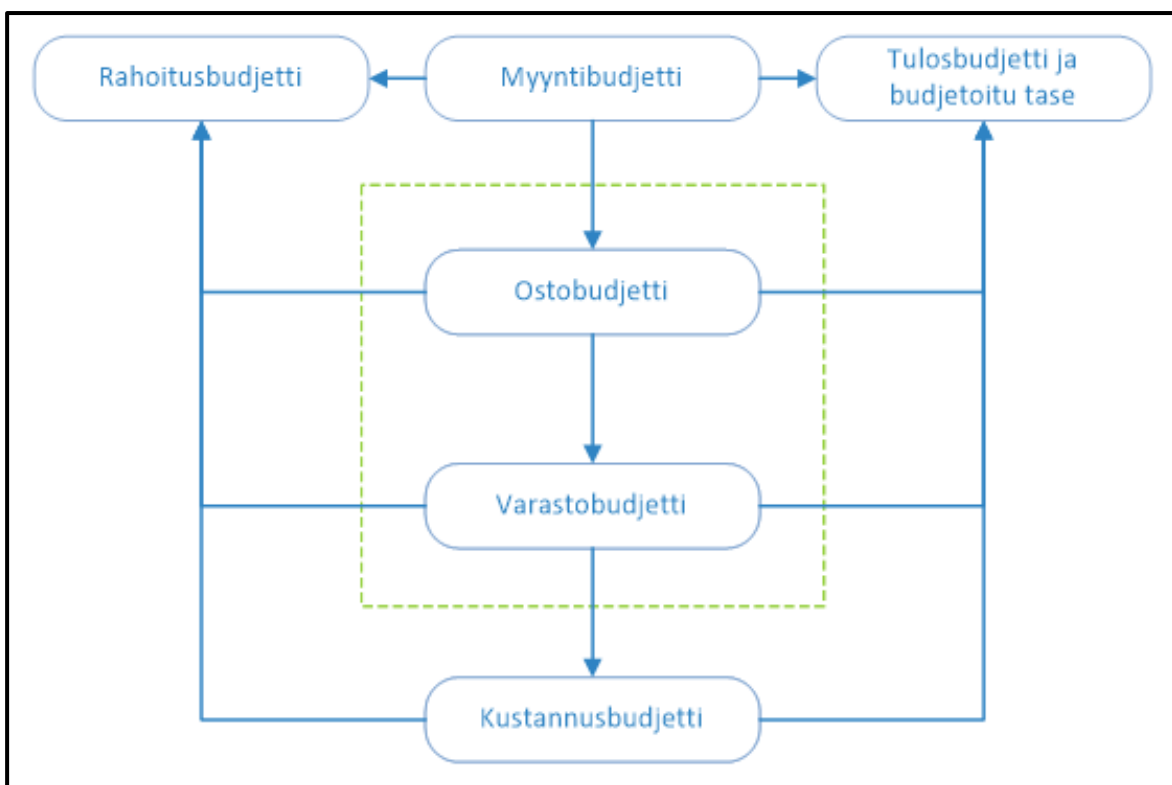 Rahoitusbudjetti
Myyntibudjetti
Tulosbudjetti ja
budjetoitu tase
Ostobudjetti
Varastobudjetti
Kustannusbudjetti